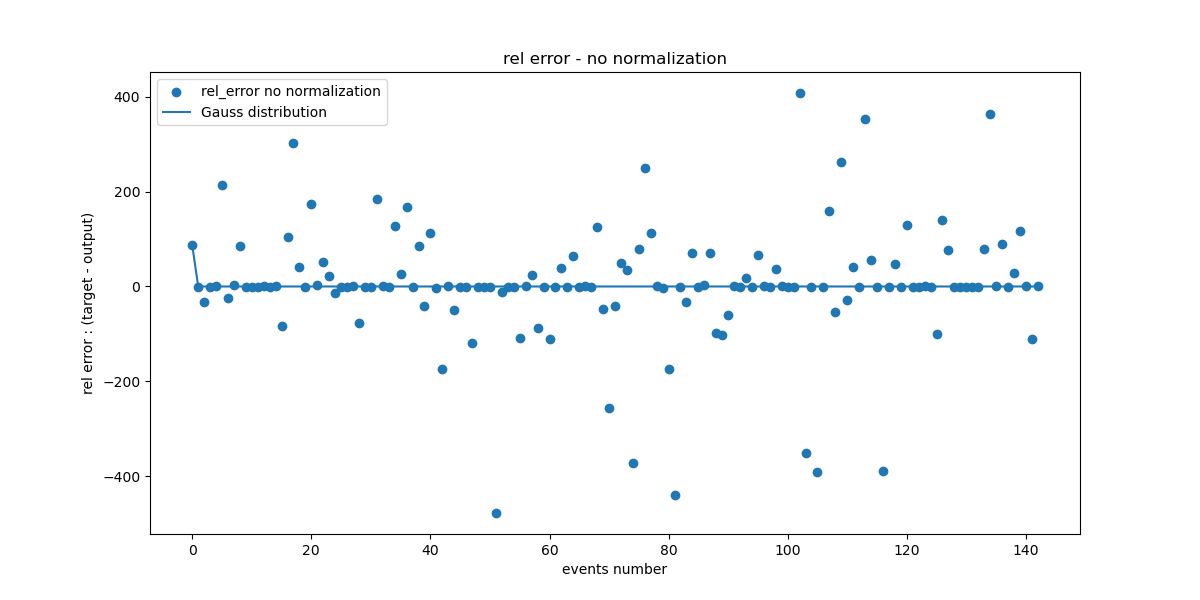 rel error - no normalization
rel_error no normalization
Gauss distribution
400
200
0
−200
−400
rel error : (target - output)
0 20 40 60 80 100 120 140
events number